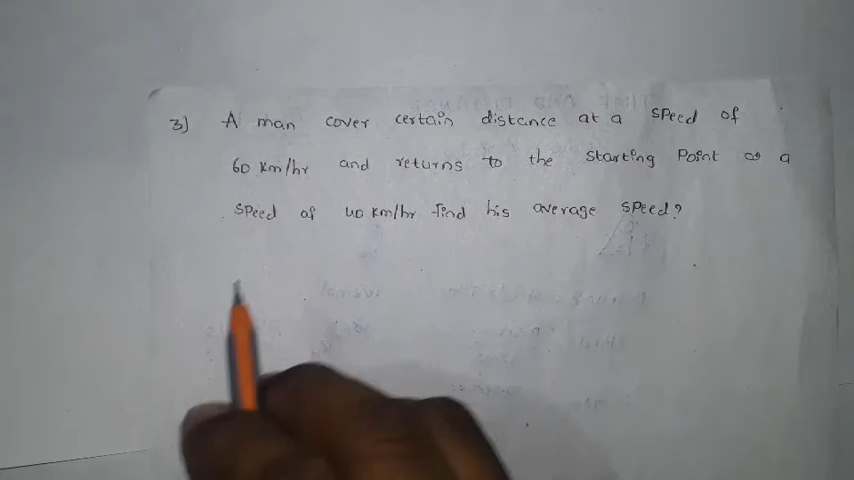 3) A man cover certain distance at a speed of
60 km/hr and returns to the starting Point as a
speed of 40 km/hr find his average speed?